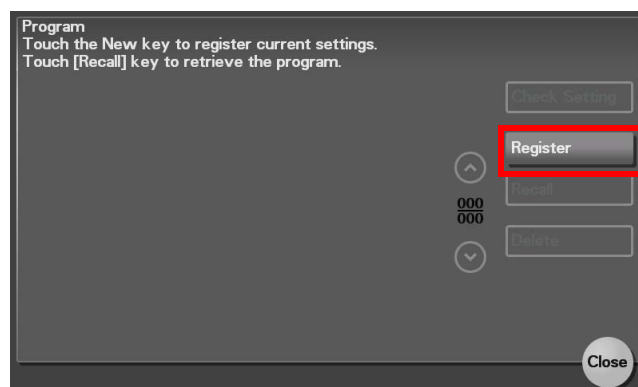 Program
Touch the New key to register current settings.
Touch [Recall] key to retrieve the program.
Check Setting
Register
Recall
000
000
Delete
Close